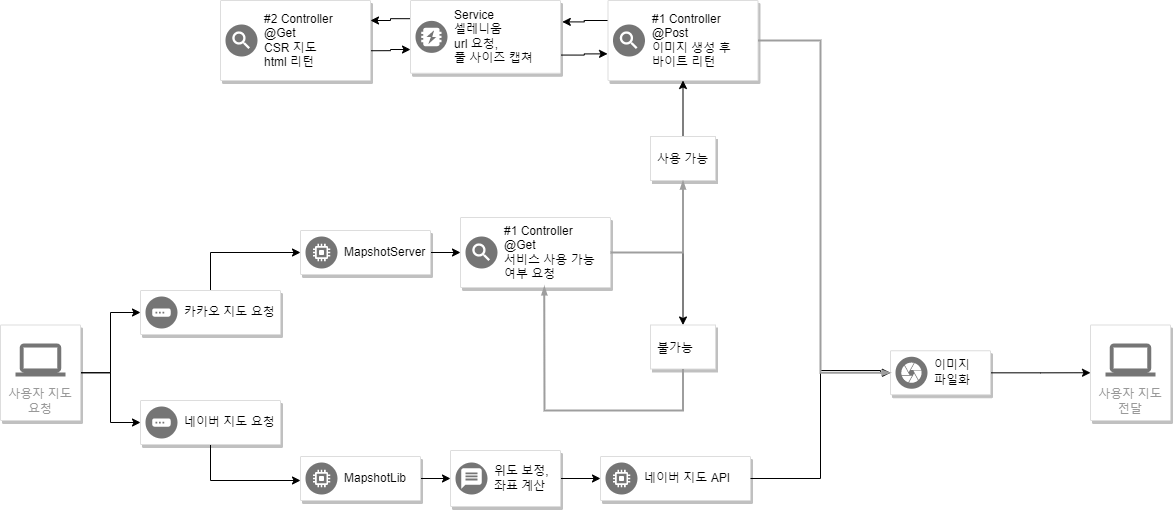 #2 Controller
@Get
CSR 지도
html 리턴
Service
셀레니움
url 요청,
풀 사이즈 캡쳐
#1 Controller
@Post
이미지 생성 후
바이트 리턴
사용 가능
#1 Controller
@Get
서비스 사용 가능
여부 요청
MapshotServer
카카오 지도 요청
불가능
사용자 지도
요청
네이버 지도 요청
MapshotLib
위도 보정,
좌표 계산
네이버 지도 API
이미지
파일화
사용자 지도
전달